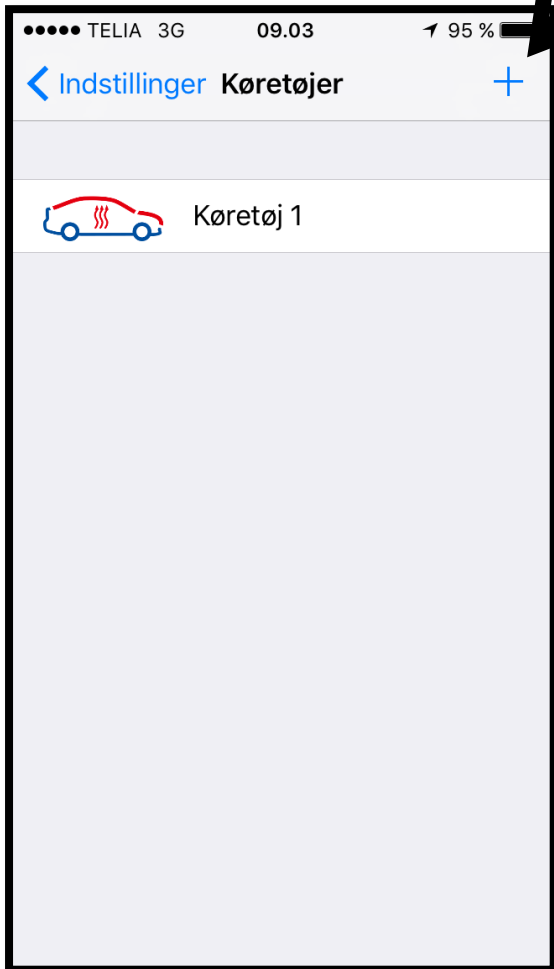 ●●●●● TELIA 3G 09.03 95 %
Indstillinger Køretøjer +
Køretøj 1